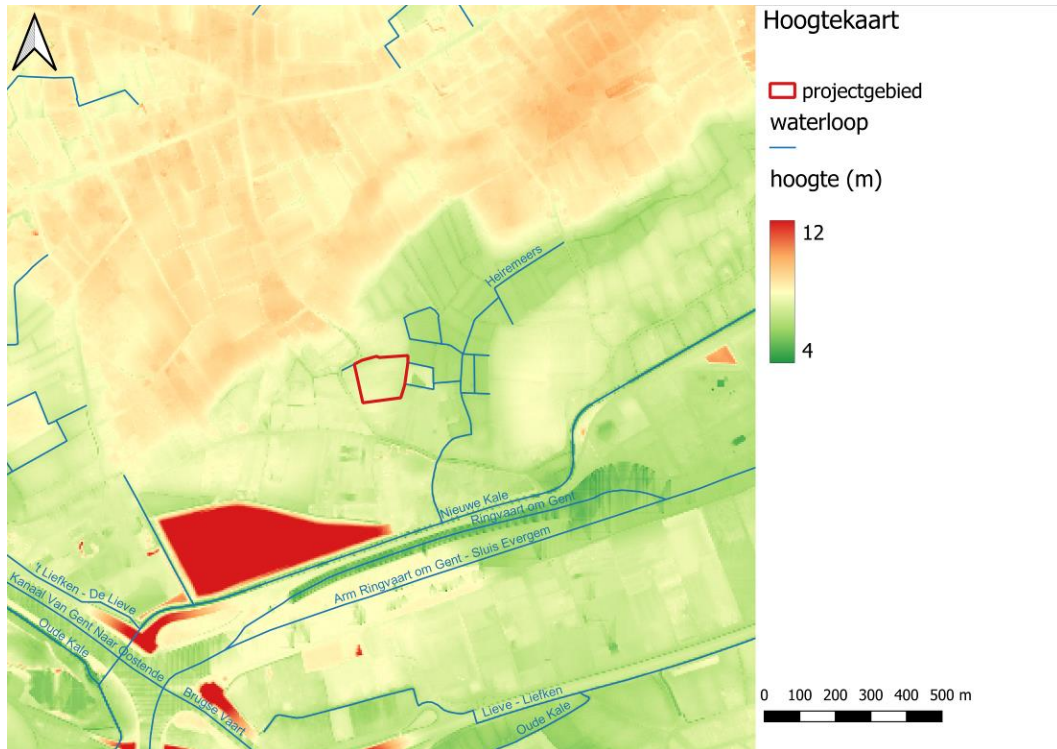 Hoogtekaart
projectgebied
waterloop
hoogte (m)
12
4
Heiremeers
Nieuwe Kale
Ringvaart om Gent
Arm Ringvaart om Gent - Sluis Evergem
't Liefken - De Lieve
Kanaal Van Gent Naar Oostende
Oude Kale
Brugse Vaart
Lieve - Liefken
Oude Kale
0 100 200 300 400 500 m